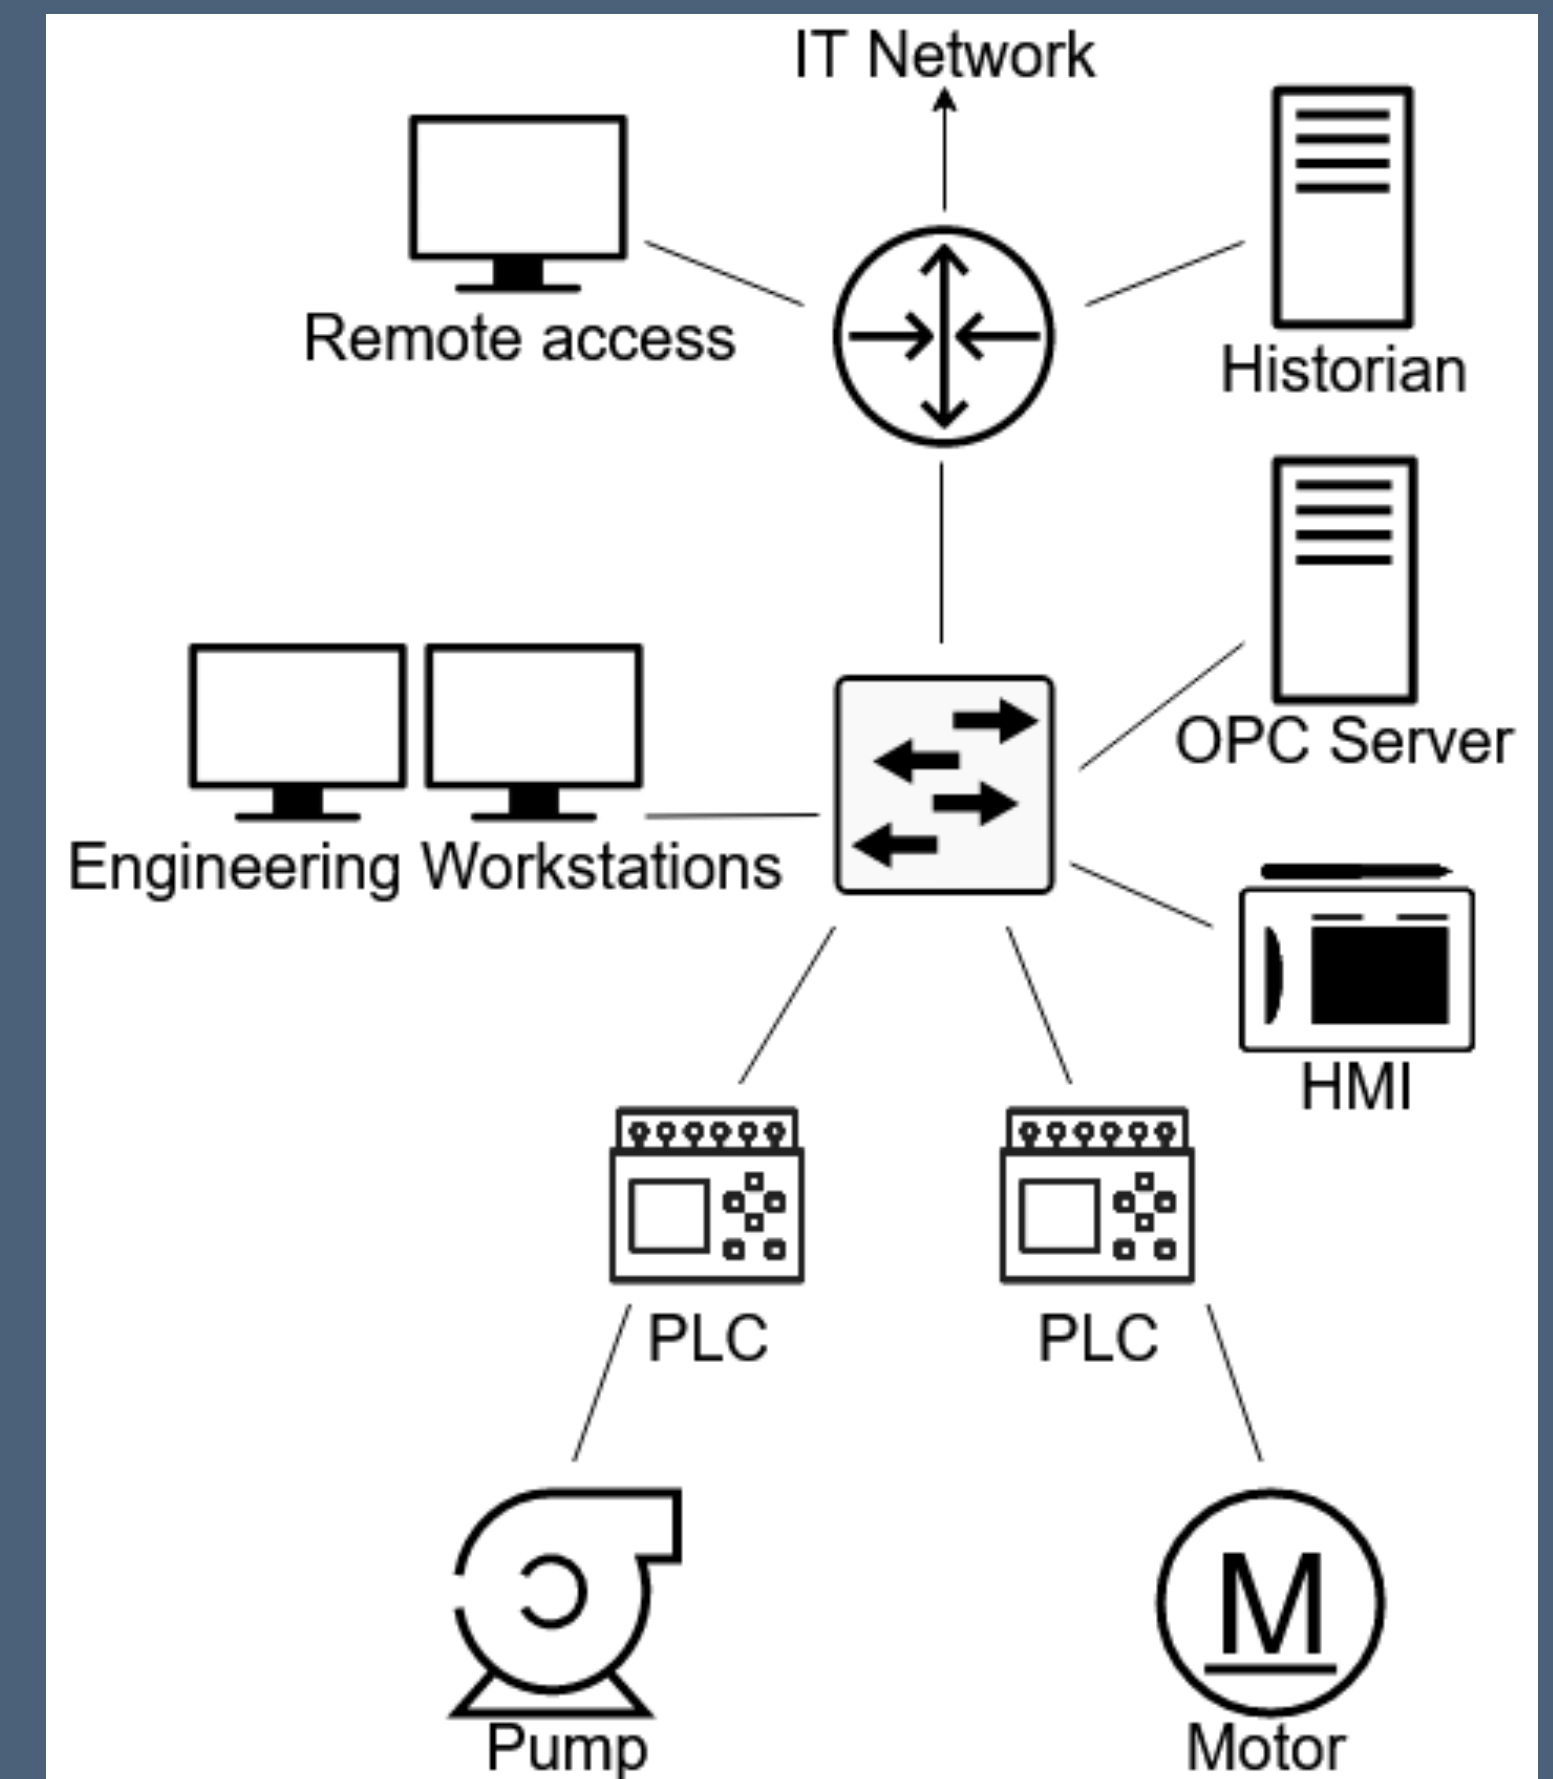 IT Network
Remote access
Historian
OPC Server
Engineering Workstations
HMI
PLC
PLC
M
Pump
Motor